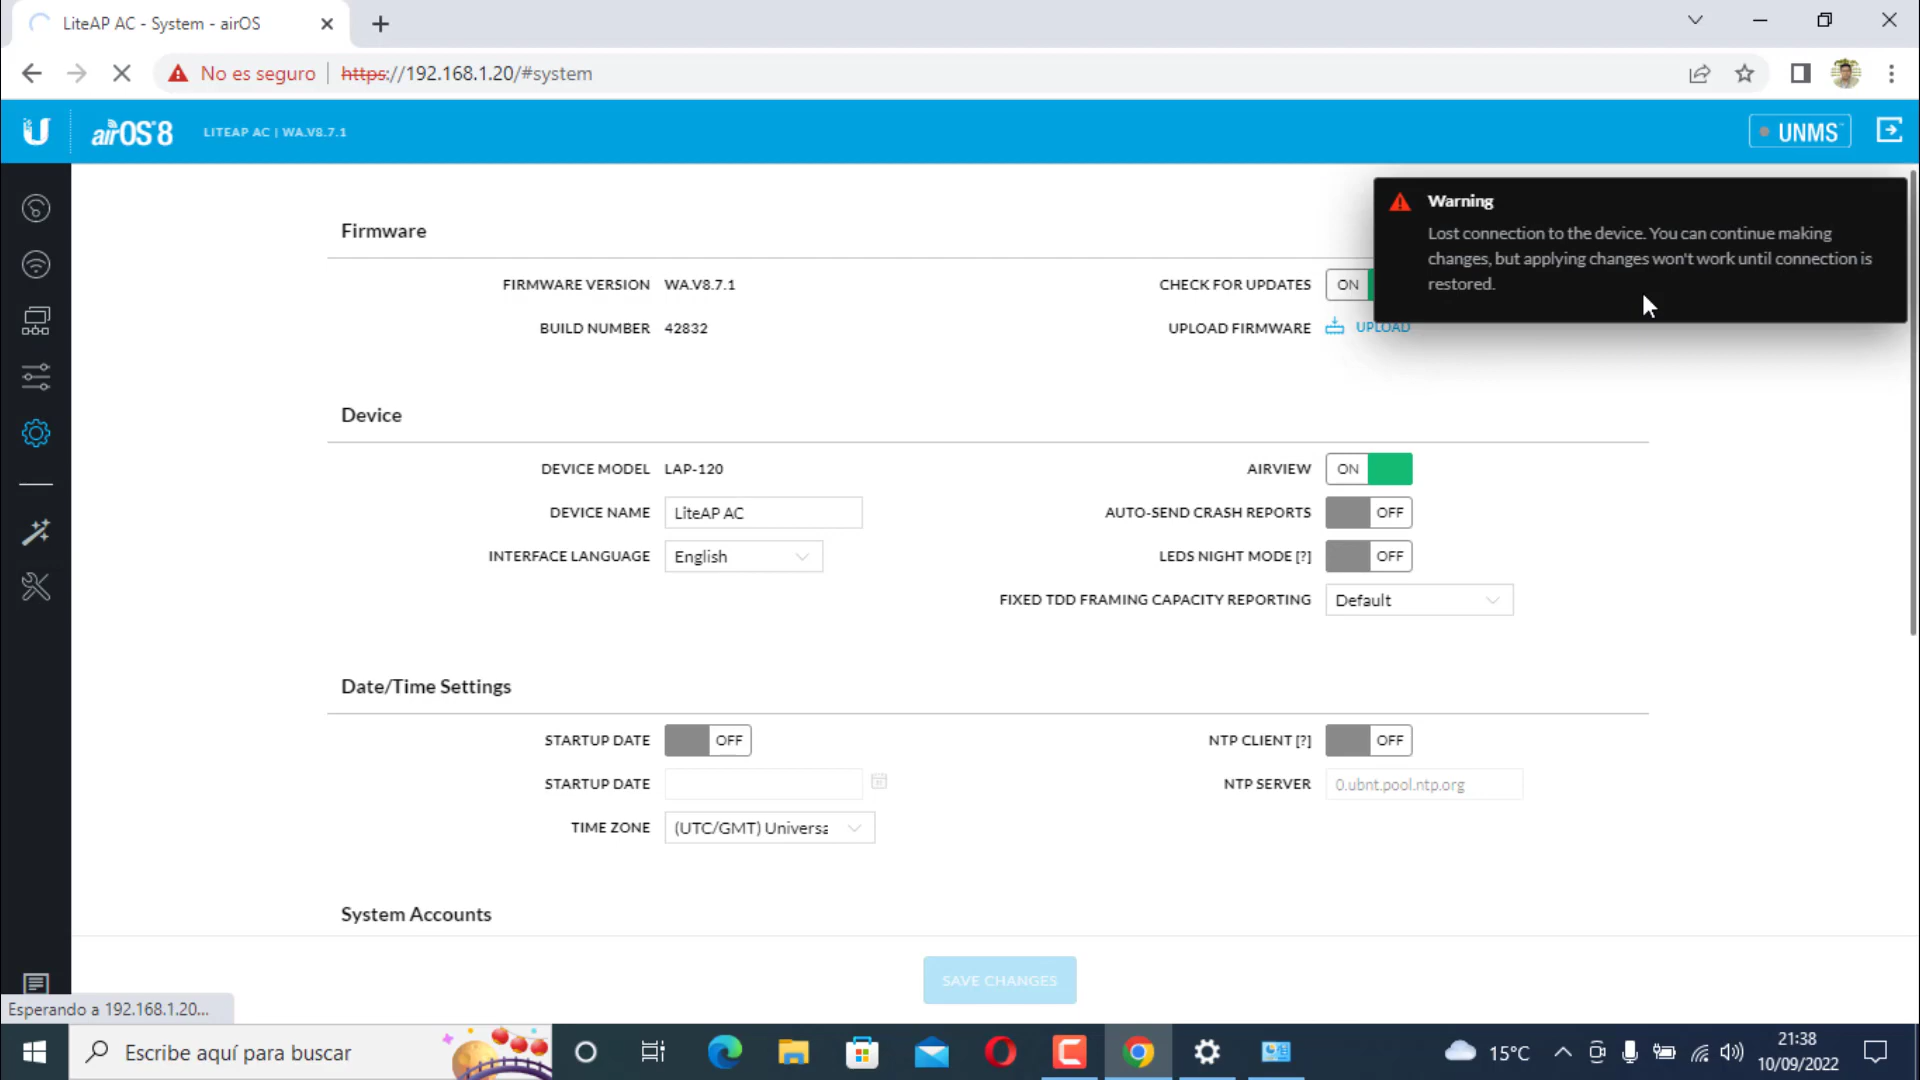 LiteAP AC - System - airOS
No es seguro
https://192.168.1.20/#system
airOS 8
LITEAP AC | WA.V8.7.1
UNMS
Warning
Lost connection to the device. You can continue making
changes, but applying changes won't work until connection is
restored.
Firmware
FIRMWARE VERSION WA.V8.7.1
CHECK FOR UPDATES ON
BUILD NUMBER 42832
UPLOAD FIRMWARE UPLOAD
Device
DEVICE MODEL LAP-120
AIRVIEW ON
DEVICE NAME LiteAP AC
AUTO-SEND CRASH REPORTS OFF
INTERFACE LANGUAGE English
LEDS NIGHT MODE [?] OFF
FIXED TDD FRAMING CAPACITY REPORTING Default
Date/Time Settings
STARTUP DATE OFF
NTP CLIENT [?] OFF
STARTUP DATE
NTP SERVER 0.ubnt.pool.ntp.org
TIME ZONE (UTC/GMT) Universa
System Accounts
SAVE CHANGES
Esperando a 192.168.1.20...
Escribe aquí para buscar
15°C
21:38
10/09/2022